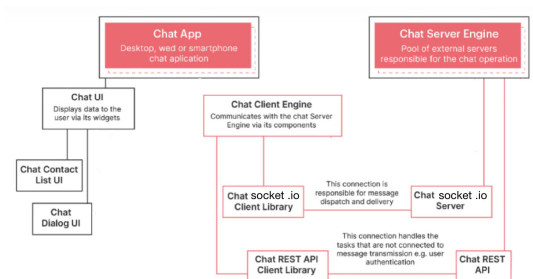 Chat App
Desktop, wed or smartphone
chat aplication
Chat Server Engine
Pool of external servers
responsible for the chat operation
Chat UI
Displays data to the
user via its widgets
Chat Client Engine
Communicates with the chat Server
Engine via its components
Chat Contact
List UI
Chat
Dialog UI
Chat socket .io
Client Library
This connection is
responsible for message
dispatch and delivery
Chat socket .io
Server
This connection handles the
tasks that are not connected to
message transmission e.g. user
authentication
Chat REST API
Client Library
Chat REST
API